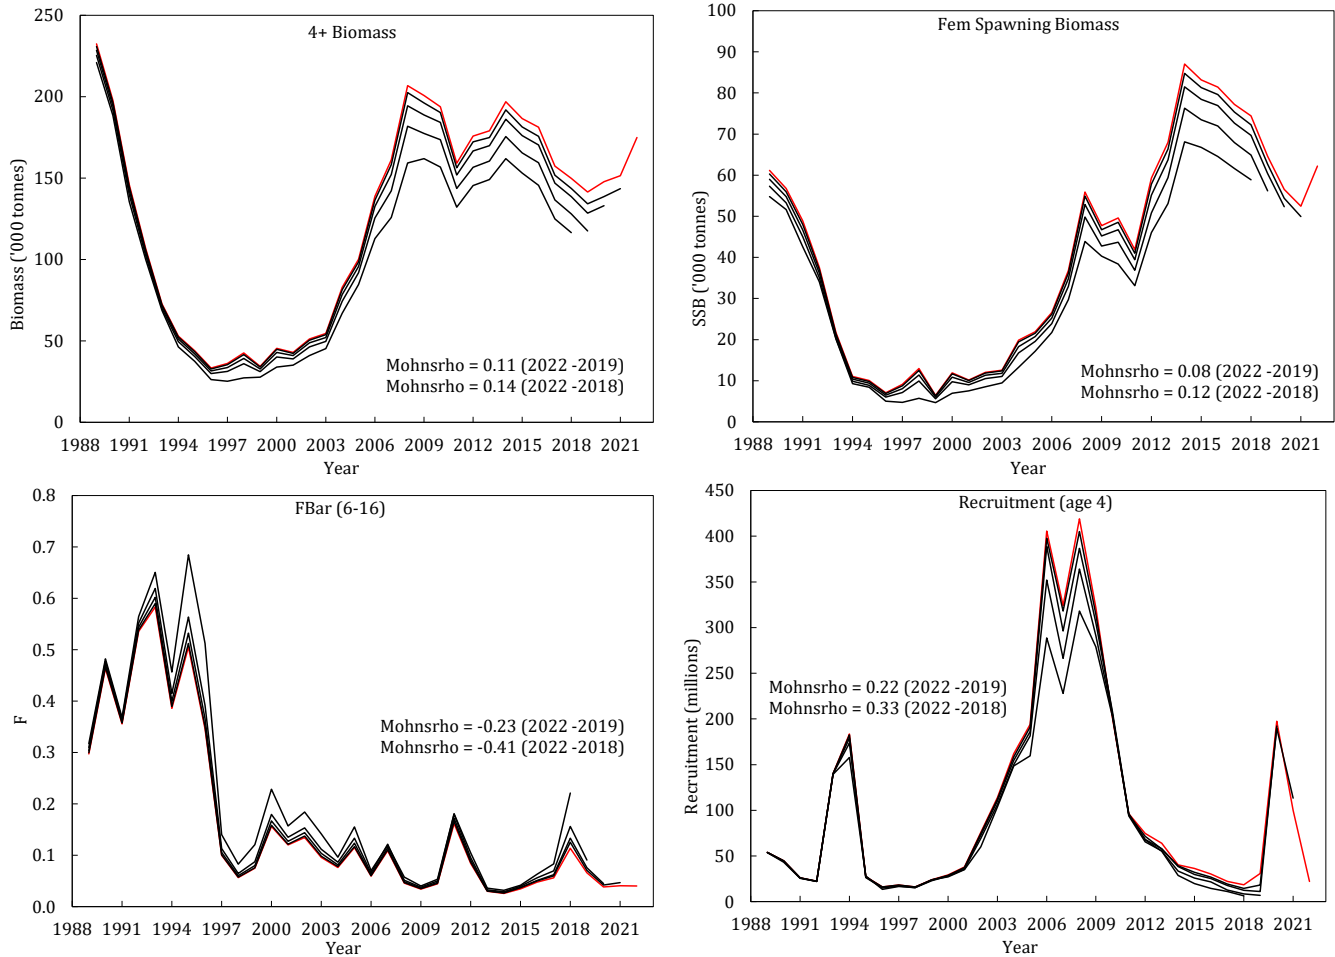 4+ Biomass
250
200
150
100
50
0
Biomass ('000 tonnes)
Mohnsrho = 0.11 (2022 -2019)
Mohnsrho = 0.14 (2022 -2018)
1988 1991 1994 1997 2000 2003 2006 2009 2012 2015 2018 2021
Year
Fem Spawning Biomass
100
90
80
70
60
50
40
30
20
10
0
SSB ('000 tonnes)
Mohnsrho = 0.08 (2022 -2019)
Mohnsrho = 0.12 (2022 -2018)
1988 1991 1994 1997 2000 2003 2006 2009 2012 2015 2018 2021
Year
FBar (6-16)
0.8
0.7
0.6
0.5
0.4
0.3
0.2
0.1
0.0
F
Mohnsrho = -0.23 (2022 -2019)
Mohnsrho = -0.41 (2022 -2018)
1988 1991 1994 1997 2000 2003 2006 2009 2012 2015 2018 2021
Year
Recruitment (age 4)
450
400
350
300
250
200
150
100
50
0
Recruitment (millions)
Mohnsrho = 0.22 (2022 -2019)
Mohnsrho = 0.33 (2022 -2018)
1988 1991 1994 1997 2000 2003 2006 2009 2012 2015 2018 2021
Year